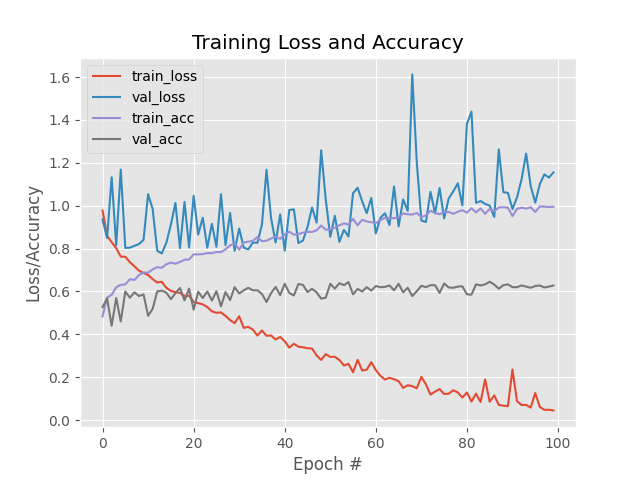 Training Loss and Accuracy
train_loss
val_loss
train_acc
val_acc
1.6
1.4
1.2
1.0
0.8
0.6
0.4
0.2
0.0
Loss/Accuracy
0 20 40 60 80 100
Epoch #